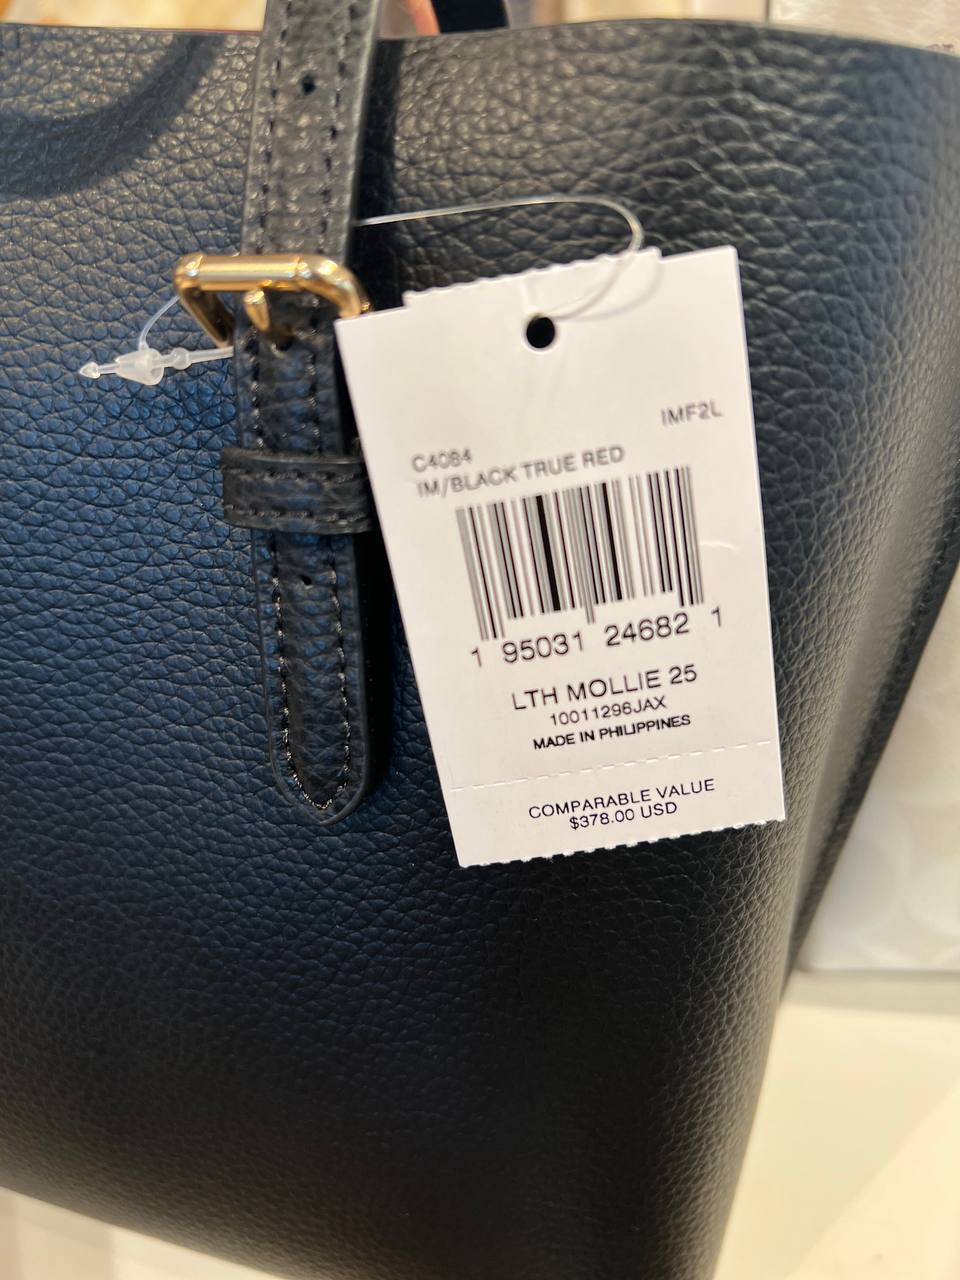 IMF2L
C4084
IM/BLACK TRUE RED
1 95031 24682 1
LTH MOLLIE 25
10011296JAX
MADE IN PHILIPPINES
COMPARABLE VALUE
$378.00 USD